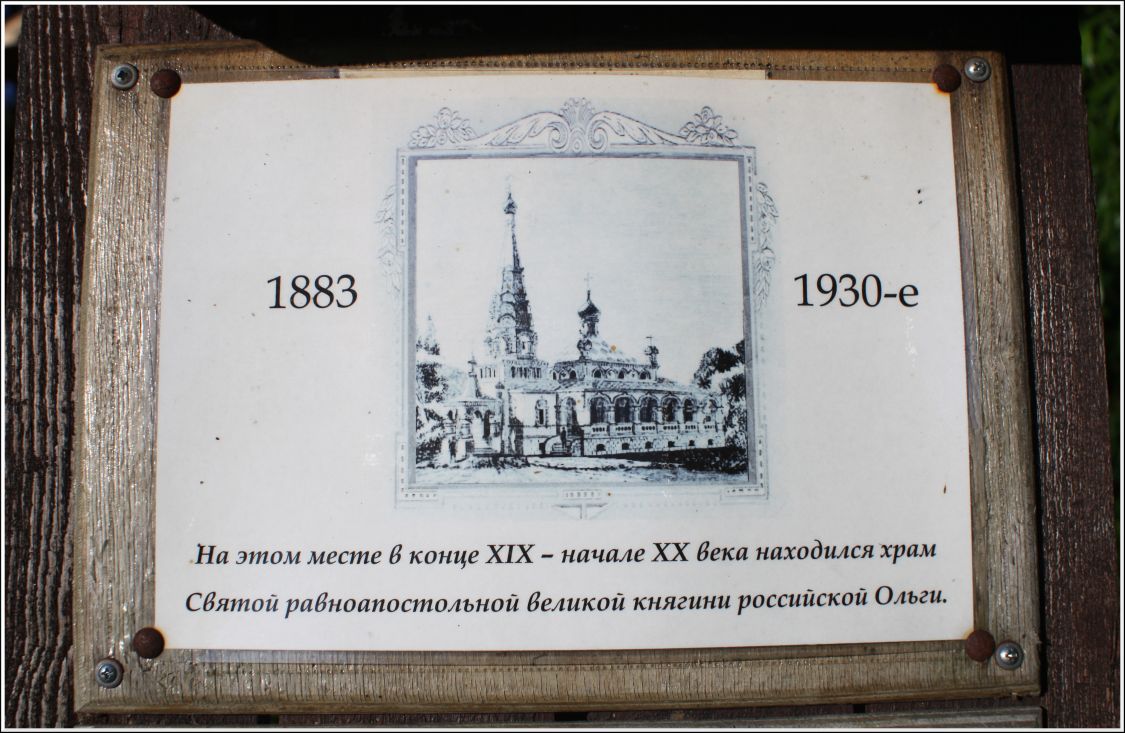 1883
1930-е
На этом месте в конце XIX – начале XX века находился храм
Святой равноапостольной великой княгини российской Ольги.